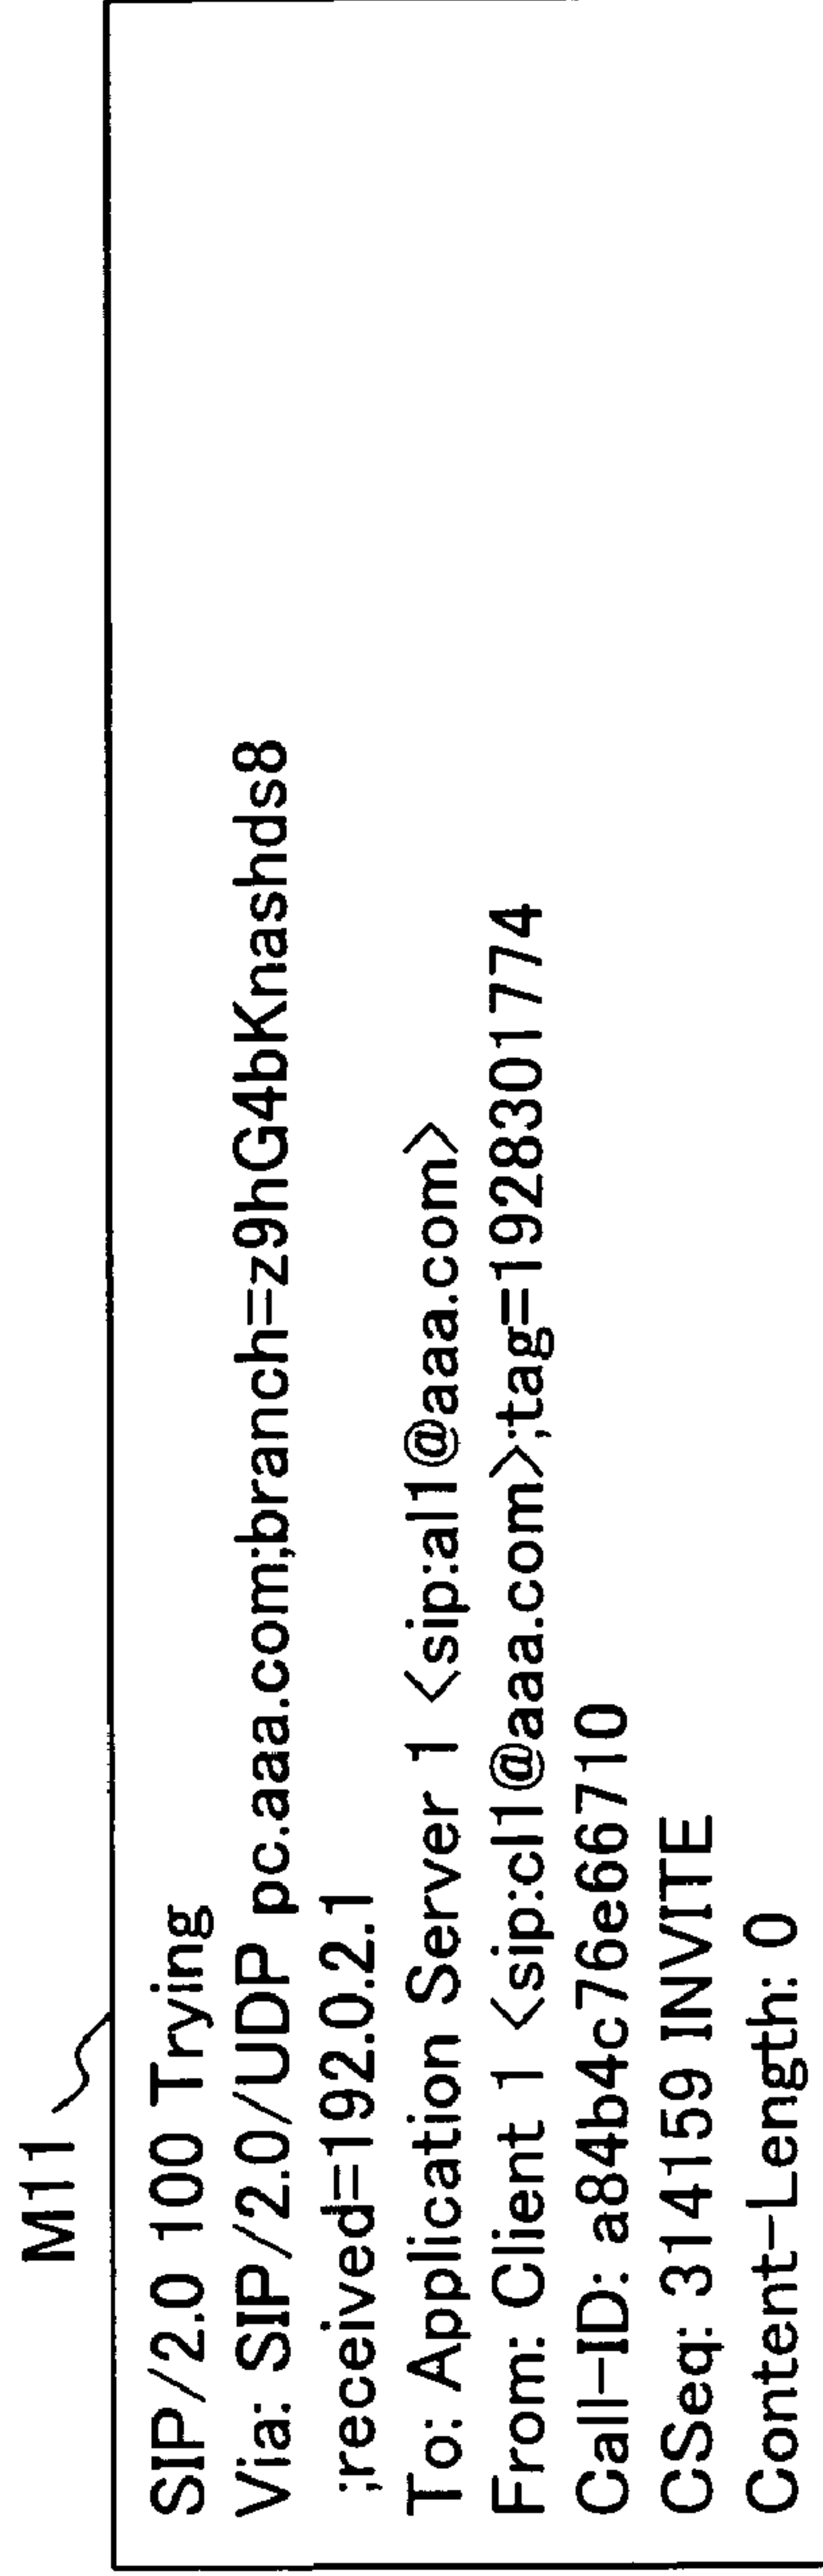 M11
SIP/2.0 100 Trying
Via: SIP/2.0/UDP pc.aaa.com;branch=z9hG4bKnashds8
;received=192.0.2.1
To: Application Server 1 <sip:al1@aaa.com>
From: Client 1 <sip:cl1@aaa.com>;tag=1928301774
Call-ID: a84b4c76e66710
CSeq: 314159 INVITE
Content-Length: 0